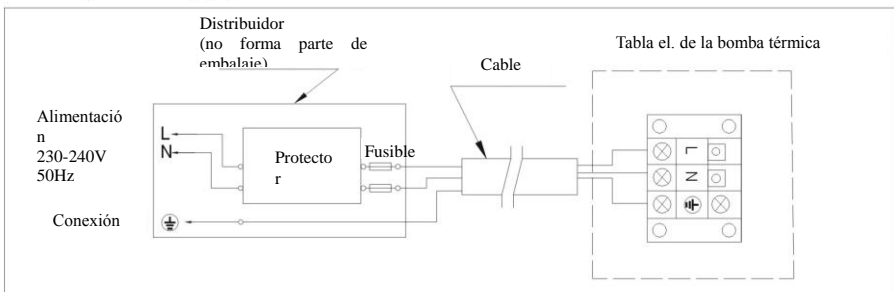 Distribuidor
(no forma parte de
embalaje)
Tabla el. de la bomba térmica
Cable
Alimentació
n
230-240V
50Hz
L
N
Protecto
r
Fusible
Conexión
L
N